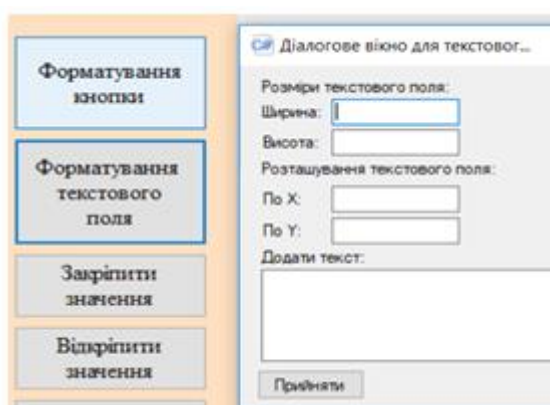 Форматування
кнопки
Форматування
текстового
поля
Закріпити
значення
Відкріпити
значення
C# Діалогове вікно для текстовог...
Розміри текстового поля:
Ширина:
Висота:
Розташування текстового поля:
По X:
По Y:
Додати текст:
Прийняти